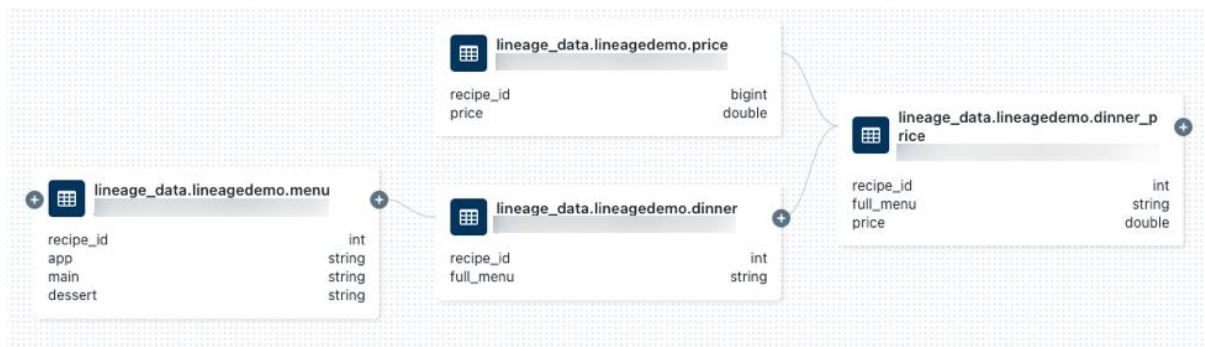 lineage_data.lineagedemo.price
recipe_id bigint
price double
lineage_data.lineagedemo.dinner_p
rice
recipe_id int
full_menu string
price double
lineage_data.lineagedemo.menu
recipe_id int
app string
main string
dessert string
lineage_data.lineagedemo.dinner
recipe_id int
full_menu string